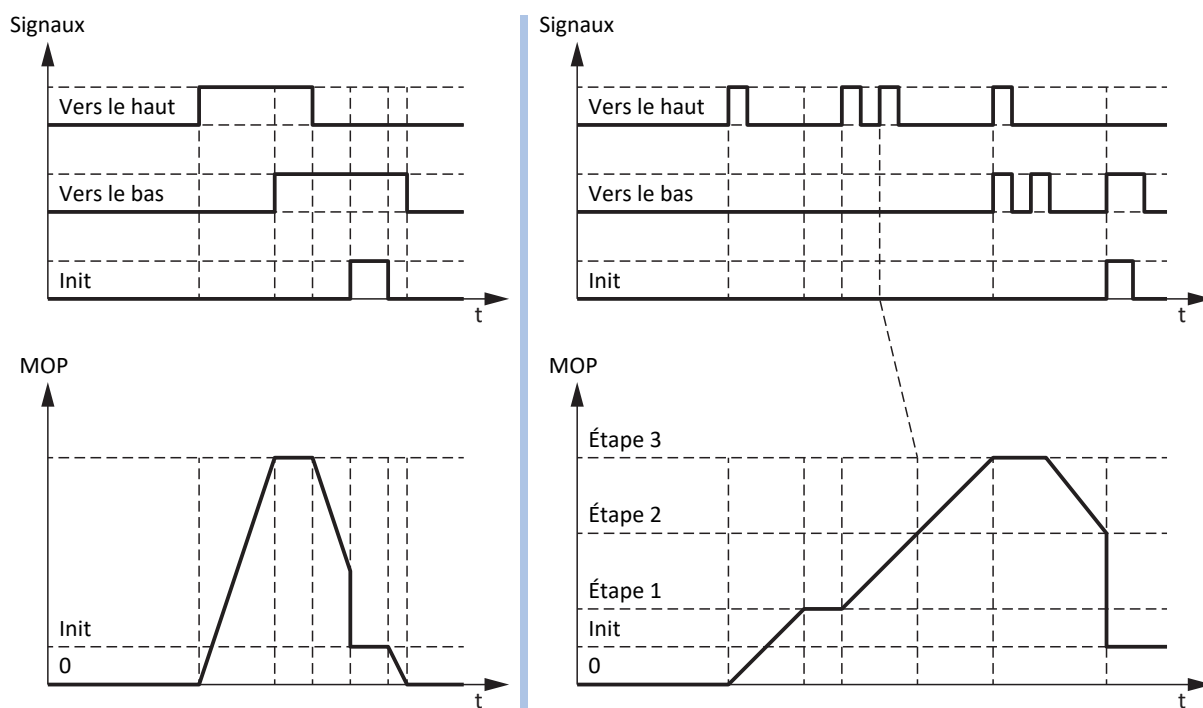 Signaux
Vers le haut
Vers le bas
Init
t
MOP
Init
0
t
Signaux
Vers le haut
Vers le bas
Init
t
MOP
Étape 3
Étape 2
Étape 1
Init
0
t